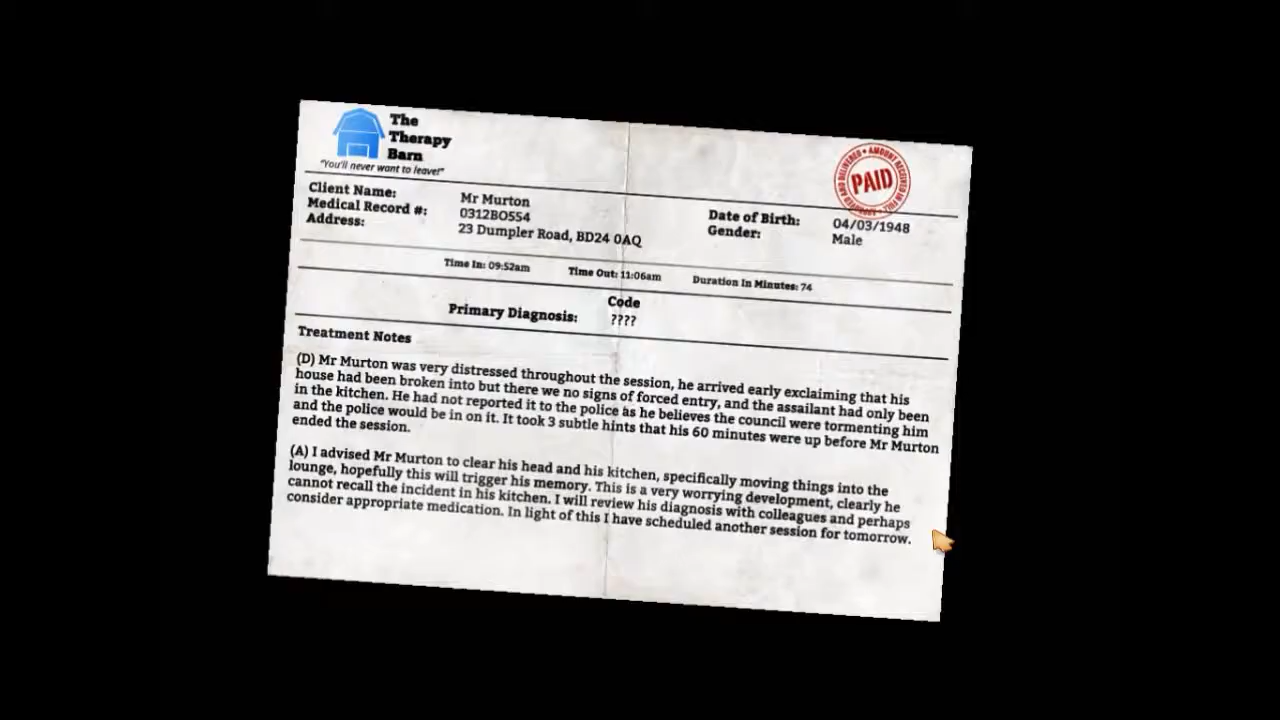 The
Therapy
Barn
"You'll never want to leave!"
PAID
AMOUNT RECEIVED IN FULL
Client Name: Mr Murton
Medical Record #: 0312BO554
Address: 23 Dumpler Road, BD24 0AQ
Date of Birth: 04/03/1948
Gender: Male
Time In: 09:52am Time Out: 11:06am Duration In Minutes: 74
Code
Primary Diagnosis: ????
Treatment Notes
(D) Mr Murton was very distressed throughout the session, he arrived early exclaiming that his
house had been broken into but there we no signs of forced entry, and the assailant had only been
in the kitchen. He had not reported it to the police as he believes the council were tormenting him
and the police would be in on it. It took 3 subtle hints that his 60 minutes were up before Mr Murton
ended the session.
(A) I advised Mr Murton to clear his head and his kitchen, specifically moving things into the
lounge, hopefully this will trigger his memory. This is a very worrying development, clearly he
cannot recall the incident in his kitchen. I will review his diagnosis with colleagues and perhaps
consider appropriate medication. In light of this I have scheduled another session for tomorrow.